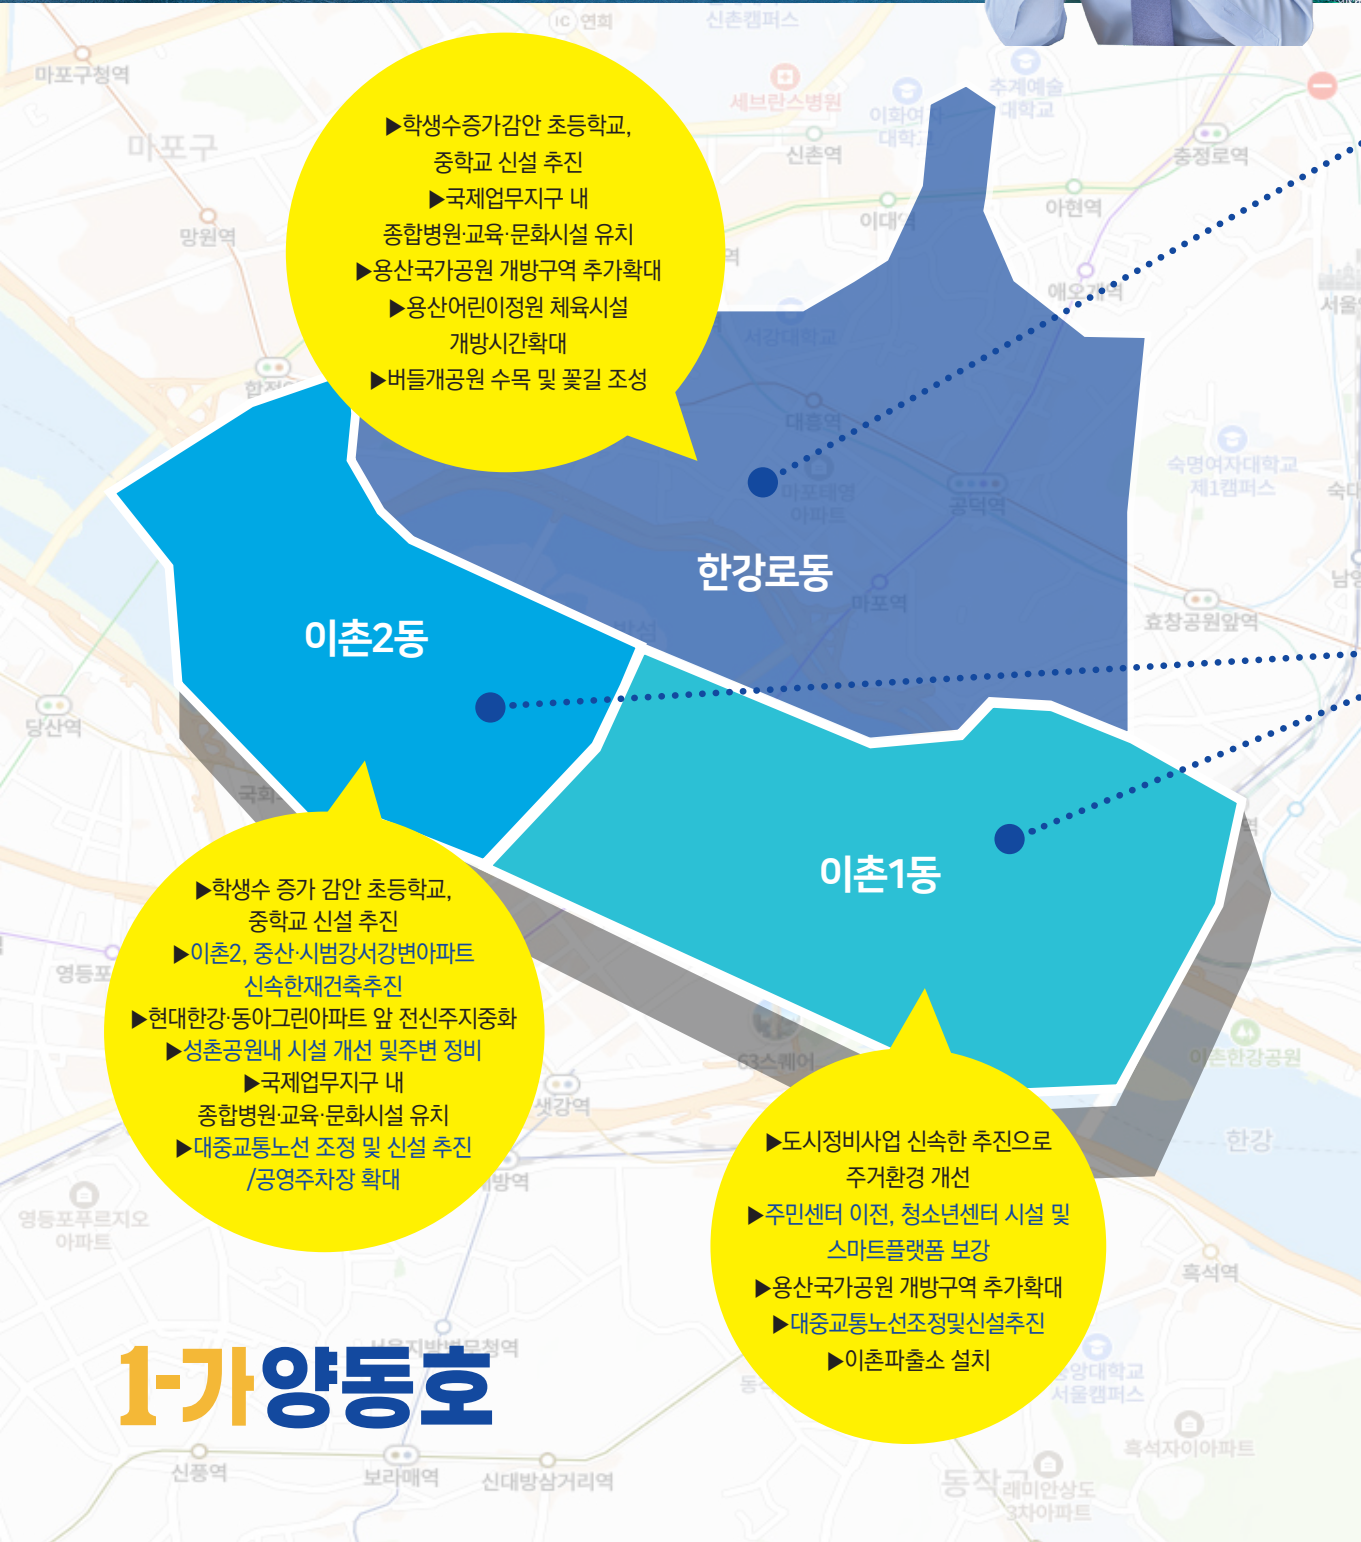 연희
신촌캠퍼스
마포구청역
마포구
세브란스병원
추계예술
대학교
대학교
신촌역
충정로역
망원역
이대역
아현역
애오개역
▶학생수증가감안 초등학교,
중학교 신설 추진
▶국제업무지구 내
종합병원·교육·문화시설 유치
▶용산국가공원 개방구역 추가확대
▶용산어린이정원 체육시설
개방시간확대
▶버들개공원 수목 및 꽃길 조성
서강대학교
대흥역
마포태영
아파트
공덕역
숙명여자대학교
제1캠퍼스
한강로동
마포역
효창공원앞역
이촌2동
당산역
이촌1동
▶학생수 증가 감안 초등학교,
중학교 신설 추진
▶이촌2, 중산·시범강서강변아파트
신속한재건축추진
▶현대한강·동아그린아파트 앞 전신주지중화
▶성촌공원내 시설 개선 및주변 정비
▶국제업무지구 내
종합병원·교육·문화시설 유치
▶대중교통노선 조정 및 신설 추진
/공영주차장 확대
63스퀘어
이촌한강공원
샛강역
한강
영등포푸르지오
아파트
▶도시정비사업 신속한 추진으로
주거환경 개선
▶주민센터 이전, 청소년센터 시설 및
스마트플랫폼 보강
▶용산국가공원 개방구역 추가확대
▶대중교통노선조정및신설추진
▶이촌파출소 설치
흑석역
서울지방병무청역
중앙대학교
서울캠퍼스
1-가양동호
흑석자이아파트
신풍역
보라매역
신대방삼거리역
동작구
래미안상도
3차아파트